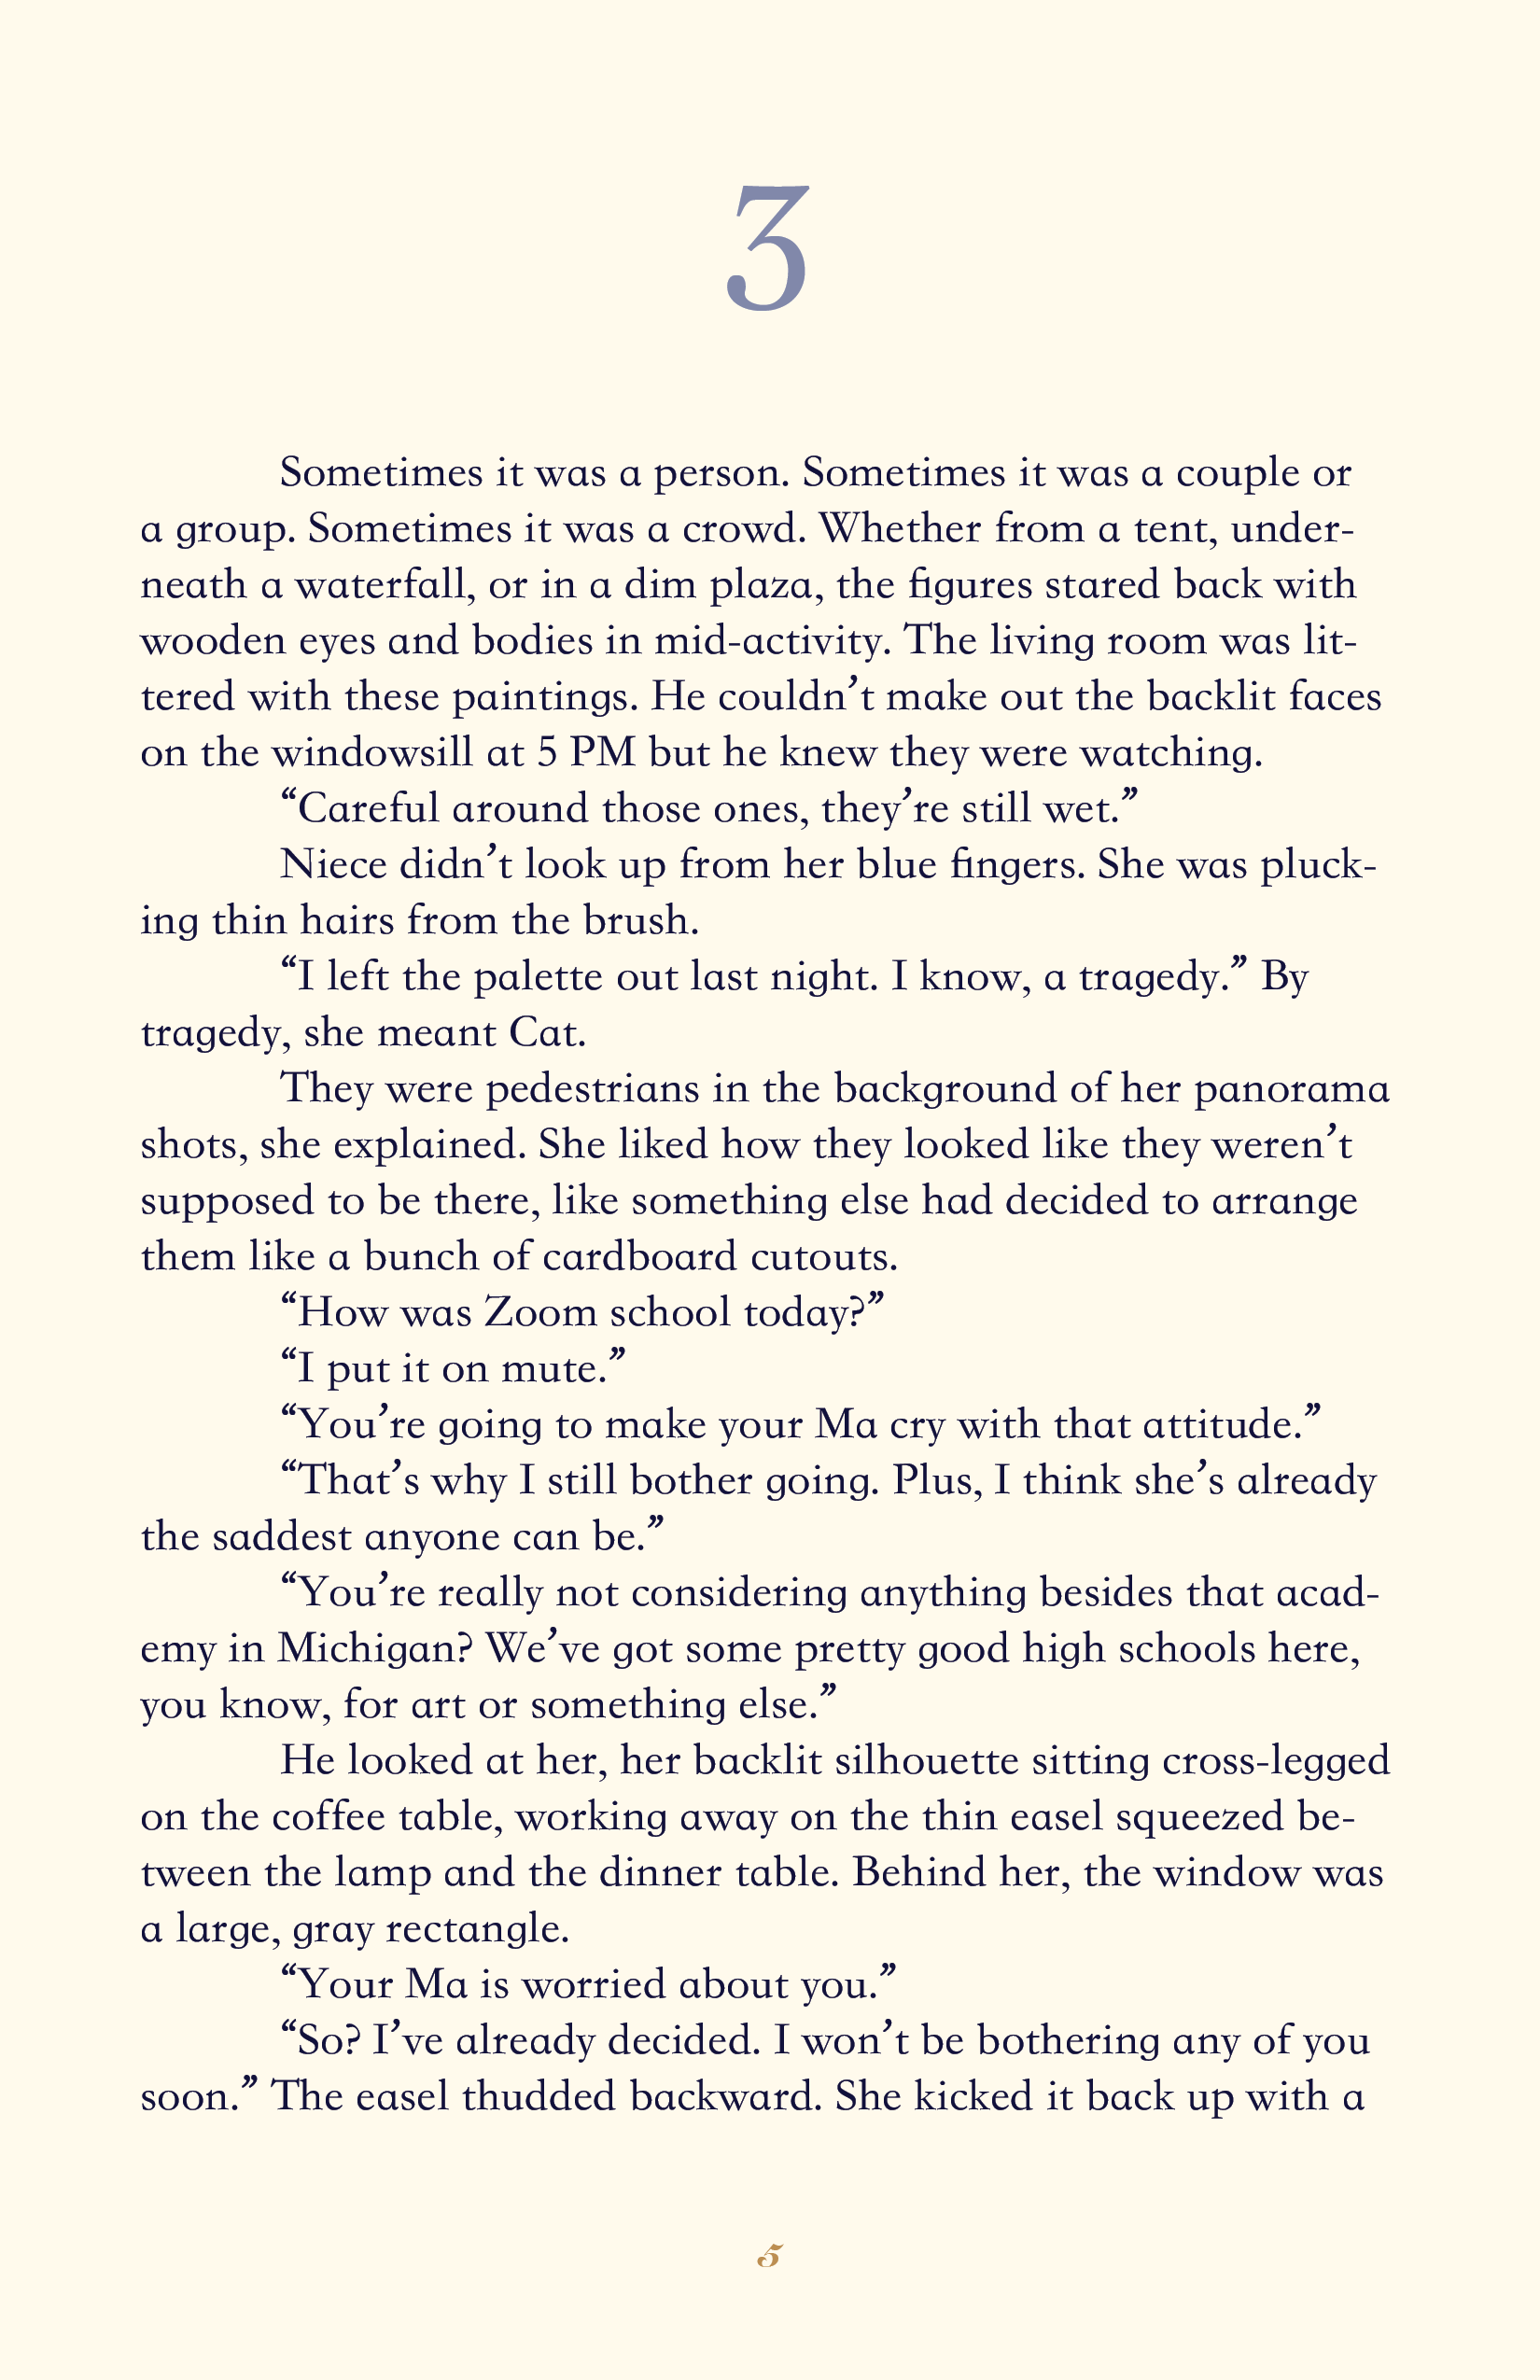 3
Sometimes it was a person. Sometimes it was a couple or
a group. Sometimes it was a crowd. Whether from a tent, under-
neath a waterfall, or in a dim plaza, the figures stared back with
wooden eyes and bodies in mid-activity. The living room was lit-
tered with these paintings. He couldn’t make out the backlit faces
on the windowsill at 5 PM but he knew they were watching.
“Careful around those ones, they’re still wet.”
Niece didn’t look up from her blue fingers. She was pluck-
ing thin hairs from the brush.
“I left the palette out last night. I know, a tragedy.” By
tragedy, she meant Cat.
They were pedestrians in the background of her panorama
shots, she explained. She liked how they looked like they weren’t
supposed to be there, like something else had decided to arrange
them like a bunch of cardboard cutouts.
“How was Zoom school today?”
“I put it on mute.”
“You’re going to make your Ma cry with that attitude.”
“That’s why I still bother going. Plus, I think she’s already
the saddest anyone can be.”
“You’re really not considering anything besides that acad-
emy in Michigan? We’ve got some pretty good high schools here,
you know, for art or something else.”
He looked at her, her backlit silhouette sitting cross-legged
on the coffee table, working away on the thin easel squeezed be-
tween the lamp and the dinner table. Behind her, the window was
a large, gray rectangle.
“Your Ma is worried about you.”
“So? I’ve already decided. I won’t be bothering any of you
soon.” The easel thudded backward. She kicked it back up with a
5